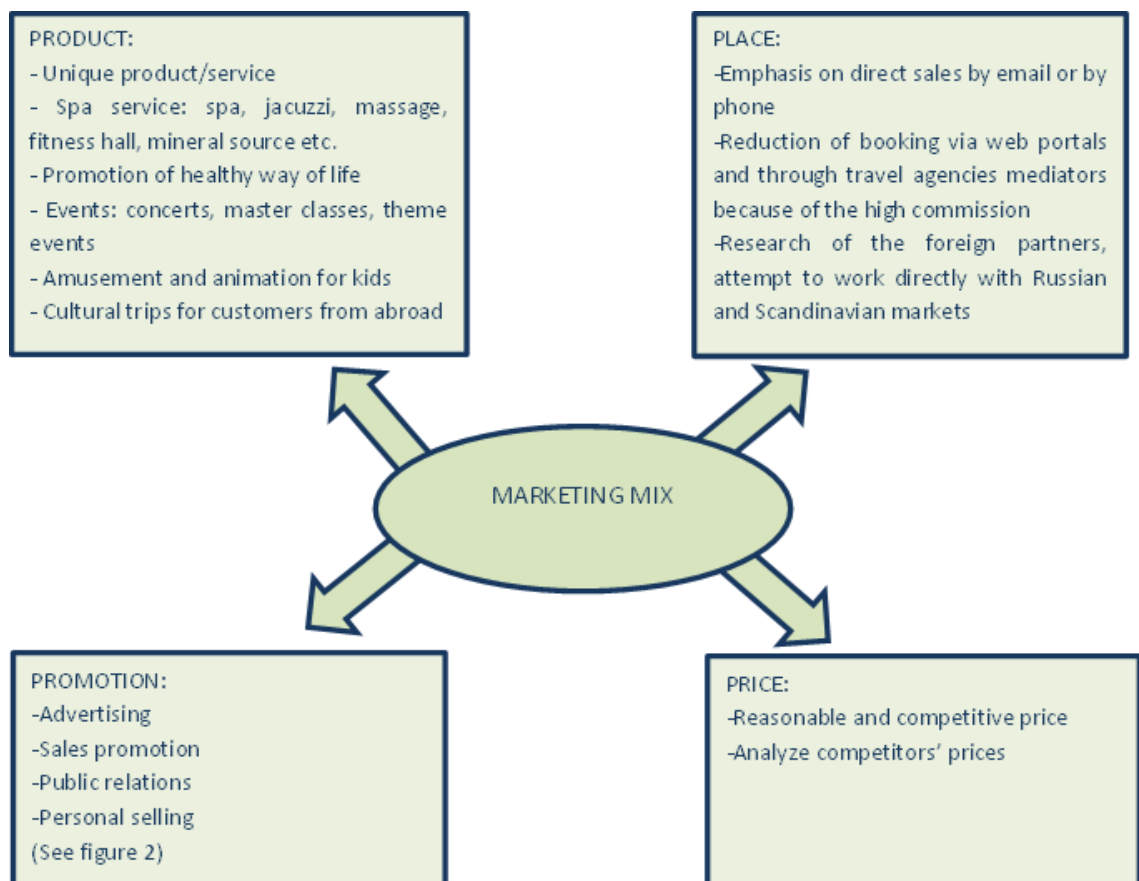 PRODUCT:
- Unique product/service
- Spa service: spa, jacuzzi, massage,
fitness hall, mineral source etc.
- Promotion of healthy way of life
- Events: concerts, master classes, theme
events
- Amusement and animation for kids
- Cultural trips for customers from abroad
PLACE:
-Emphasis on direct sales by email or by
phone
-Reduction of booking via web portals
and through travel agencies mediators
because of the high commission
-Research of the foreign partners,
attempt to work directly with Russian
and Scandinavian markets
MARKETING MIX
PROMOTION:
-Advertising
-Sales promotion
-Public relations
-Personal selling
(See figure 2)
PRICE:
-Reasonable and competitive price
-Analyze competitors’ prices